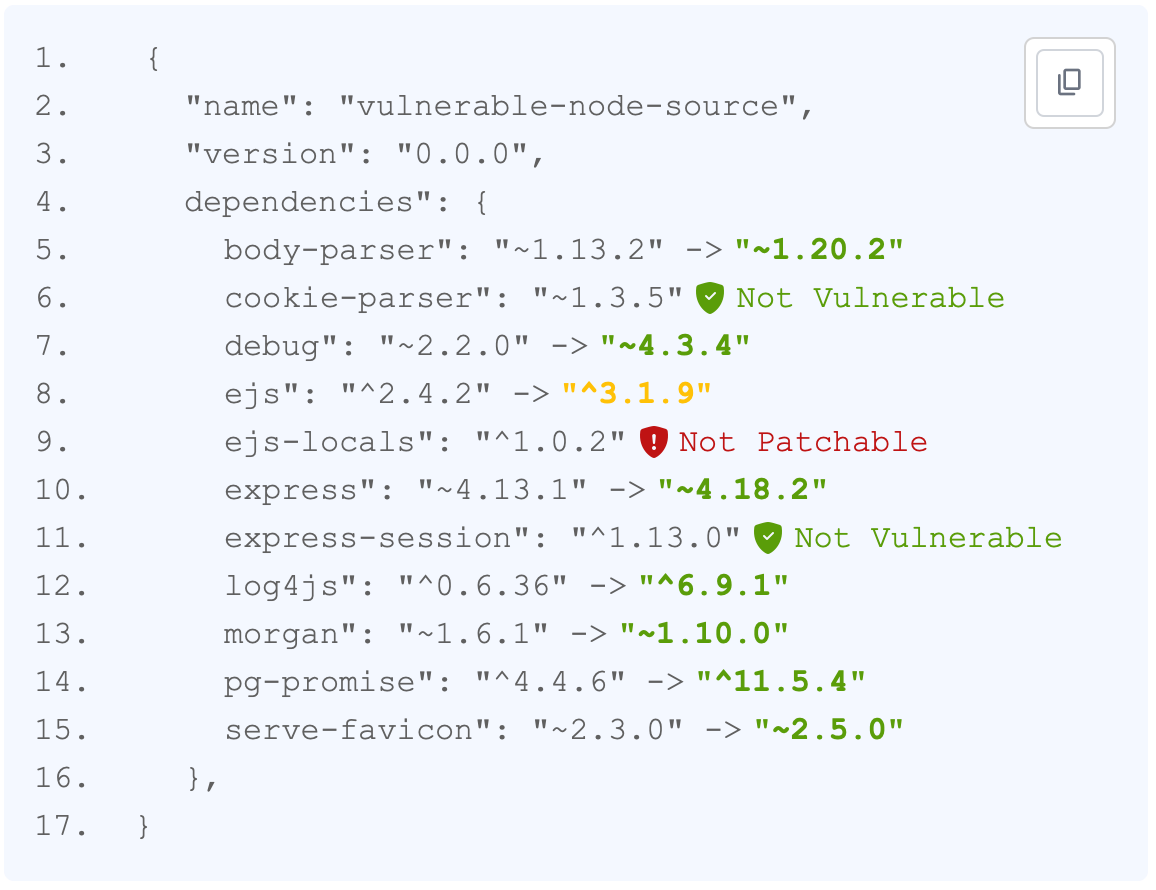 1. {
2. "name": "vulnerable-node-source",
3. "version": "0.0.0",
4. dependencies": {
5. body-parser": "~1.13.2" -> "~1.20.2"
6. cookie-parser": "~1.3.5" Not Vulnerable
7. debug": "~2.2.0" -> "~4.3.4"
8. ejs": "^2.4.2" -> "^3.1.9"
9. ejs-locals": "^1.0.2" Not Patchable
10. express": "~4.13.1" -> "~4.18.2"
11. express-session": "^1.13.0" Not Vulnerable
12. log4js": "^0.6.36" -> "^6.9.1"
13. morgan": "~1.6.1" -> "~1.10.0"
14. pg-promise": "^4.4.6" -> "^11.5.4"
15. serve-favicon": "~2.3.0" -> "~2.5.0"
16. },
17. }